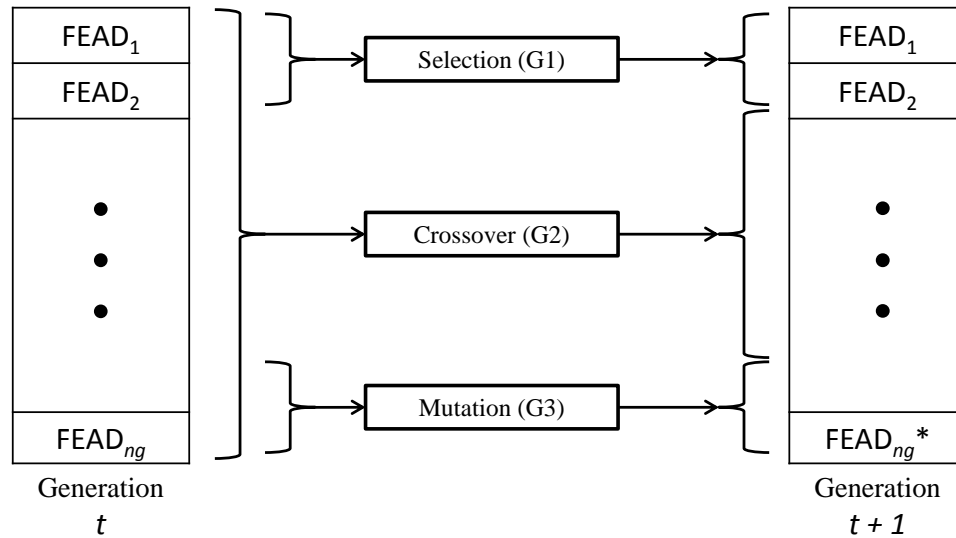 FEAD₁
FEAD₂
FEADng
Generation
t
Selection (G1)
Crossover (G2)
Mutation (G3)
FEAD₁
FEAD₂
FEADng*
Generation
t + 1